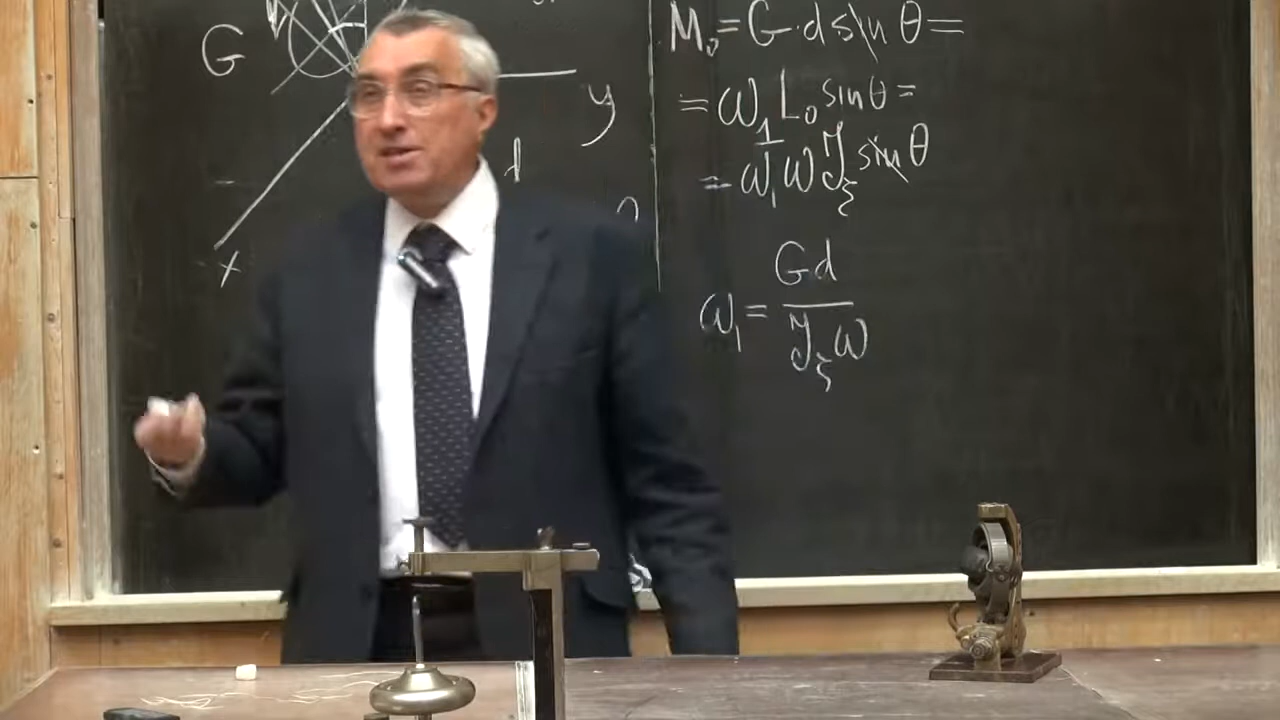 G
y
x
d
M₀ = G·d sin θ =
= ω₁ L₀ sin θ =
= ω₁ ω J_ξ sin θ
ω₁ = Gd / J_ξ ω